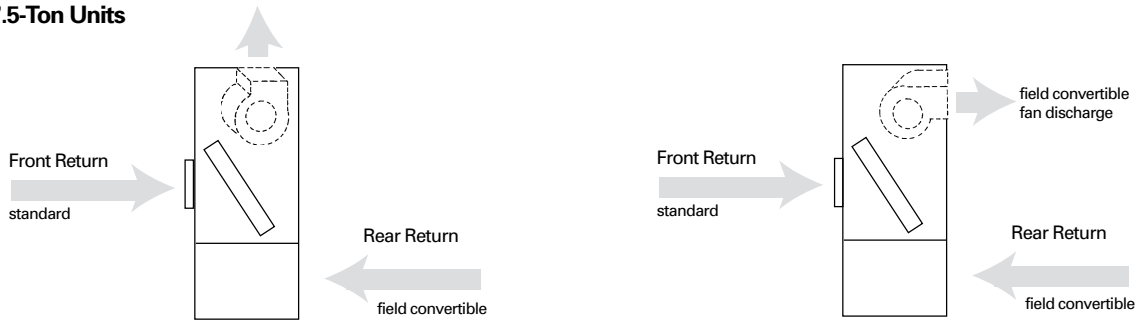 .5-Ton Units
Front Return
standard
Rear Return
field convertible
field convertible
fan discharge
Front Return
standard
Rear Return
field convertible